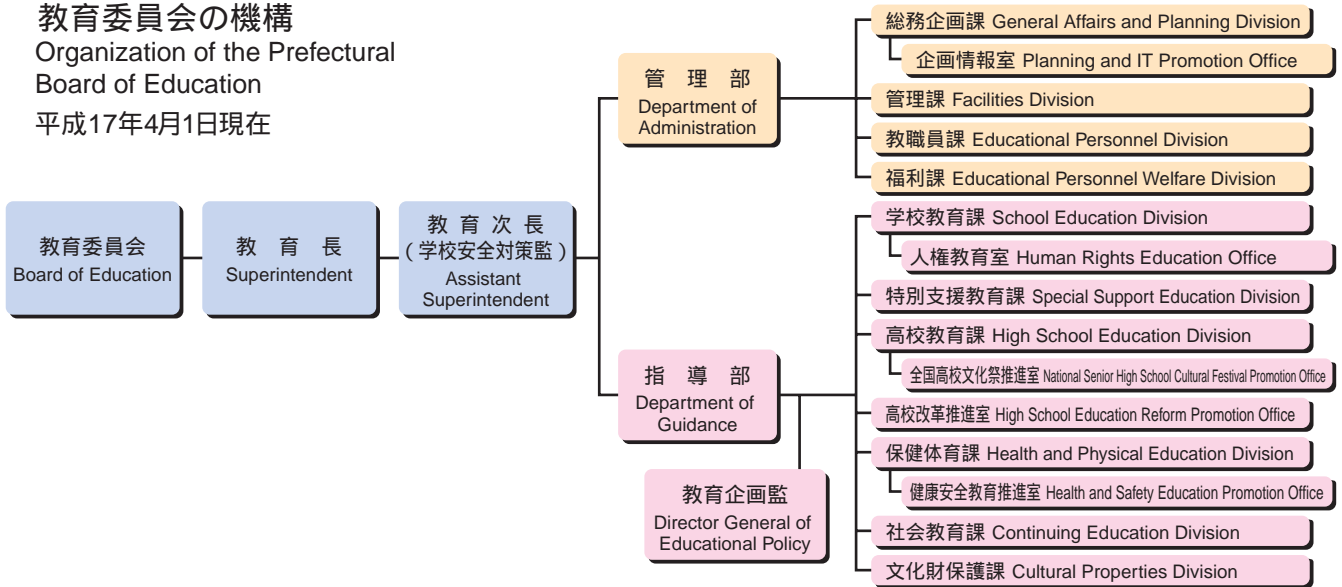 教育委員会の機構
Organization of the Prefectural
Board of Education
平成17年4月1日現在
教育委員会
Board of Education
教育長
Superintendent
教育次長
(学校安全対策監)
Assistant
Superintendent
管理部
Department of
Administration
総務企画課 General Affairs and Planning Division
企画情報室 Planning and IT Promotion Office
管理課 Facilities Division
教職員課 Educational Personnel Division
福利課 Educational Personnel Welfare Division
指導部
Department of
Guidance
教育企画監
Director General of
Educational Policy
学校教育課 School Education Division
人権教育室 Human Rights Education Office
特別支援教育課 Special Support Education Division
高校教育課 High School Education Division
全国高校文化祭推進室 National Senior High School Cultural Festival Promotion Office
高校改革推進室 High School Education Reform Promotion Office
保健体育課 Health and Physical Education Division
健康安全教育推進室 Health and Safety Education Promotion Office
社会教育課 Continuing Education Division
文化財保護課 Cultural Properties Division